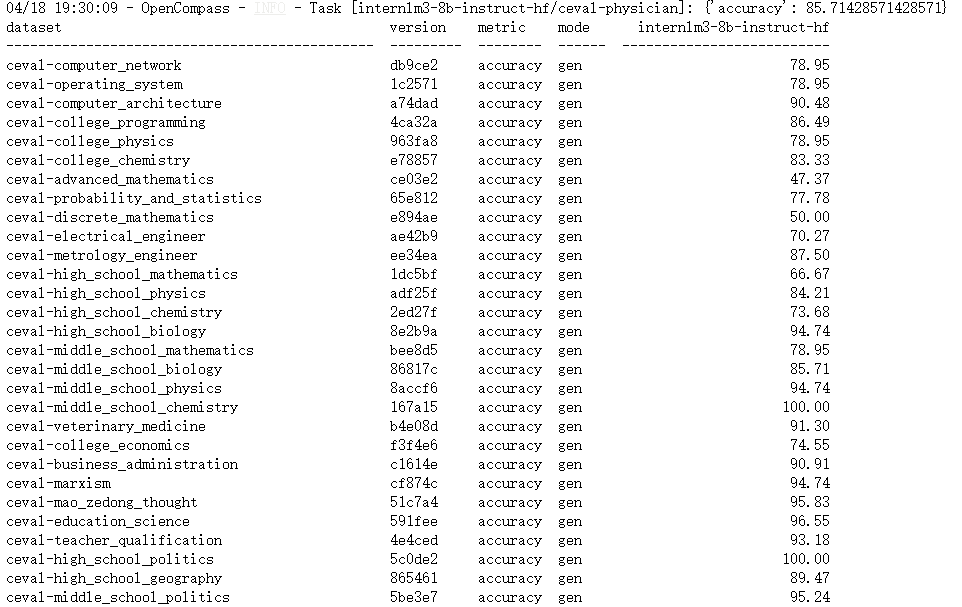 04/18 19:30:09 - OpenCompass - INFO - Task [internlm3-8b-instruct-hf/ceval-physician]: {'accuracy': 85.71428571428571}
dataset version metric mode internlm3-8b-instruct-hf
---------------------------------------------- --------- -------- ------ --------------------------
ceval-computer_network db9ce2 accuracy gen 78.95
ceval-operating_system 1c2571 accuracy gen 78.95
ceval-computer_architecture a74dad accuracy gen 90.48
ceval-college_programming 4ca32a accuracy gen 86.49
ceval-college_physics 963fa8 accuracy gen 78.95
ceval-college_chemistry e78857 accuracy gen 83.33
ceval-advanced_mathematics ce03e2 accuracy gen 47.37
ceval-probability_and_statistics 65e812 accuracy gen 77.78
ceval-discrete_mathematics e894ae accuracy gen 50.00
ceval-electrical_engineer ae42b9 accuracy gen 70.27
ceval-metrology_engineer ee34ea accuracy gen 87.50
ceval-high_school_mathematics 1dc5bf accuracy gen 66.67
ceval-high_school_physics adf25f accuracy gen 84.21
ceval-high_school_chemistry 2ed27f accuracy gen 73.68
ceval-high_school_biology 8e2b9a accuracy gen 94.74
ceval-middle_school_mathematics bee8d5 accuracy gen 78.95
ceval-middle_school_biology 86817c accuracy gen 85.71
ceval-middle_school_physics 8accf6 accuracy gen 94.74
ceval-middle_school_chemistry 167a15 accuracy gen 100.00
ceval-veterinary_medicine b4e08d accuracy gen 91.30
ceval-college_economics f3f4e6 accuracy gen 74.55
ceval-business_administration c1614e accuracy gen 90.91
ceval-marxism cf874c accuracy gen 94.74
ceval-mao_zedong_thought 51c7a4 accuracy gen 95.83
ceval-education_science 591fee accuracy gen 96.55
ceval-teacher_qualification 4e4ced accuracy gen 93.18
ceval-high_school_politics 5c0de2 accuracy gen 100.00
ceval-high_school_geography 865461 accuracy gen 89.47
ceval-middle_school_politics 5be3e7 accuracy gen 95.24